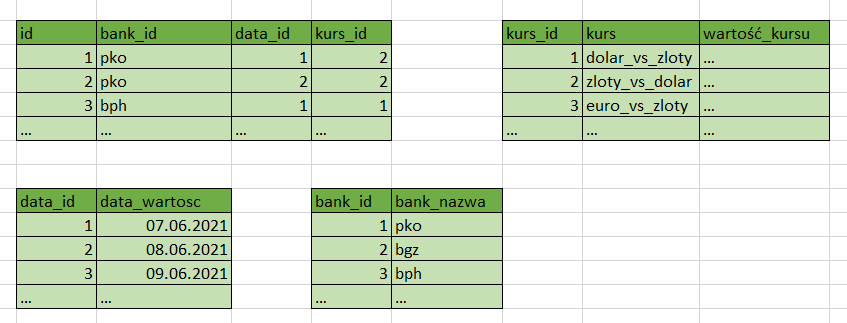 id bank_id data_id kurs_id
1 pko 1 2
2 pko 2 2
3 bph 1 1
... ... ... ...
kurs_id kurs wartość_kursu
1 dolar_vs_zloty ...
2 zloty_vs_dolar ...
3 euro_vs_zloty ...
... ... ...
data_id data_wartosc
1 07.06.2021
2 08.06.2021
3 09.06.2021
... ...
bank_id bank_nazwa
1 pko
2 bgz
3 bph
... ...